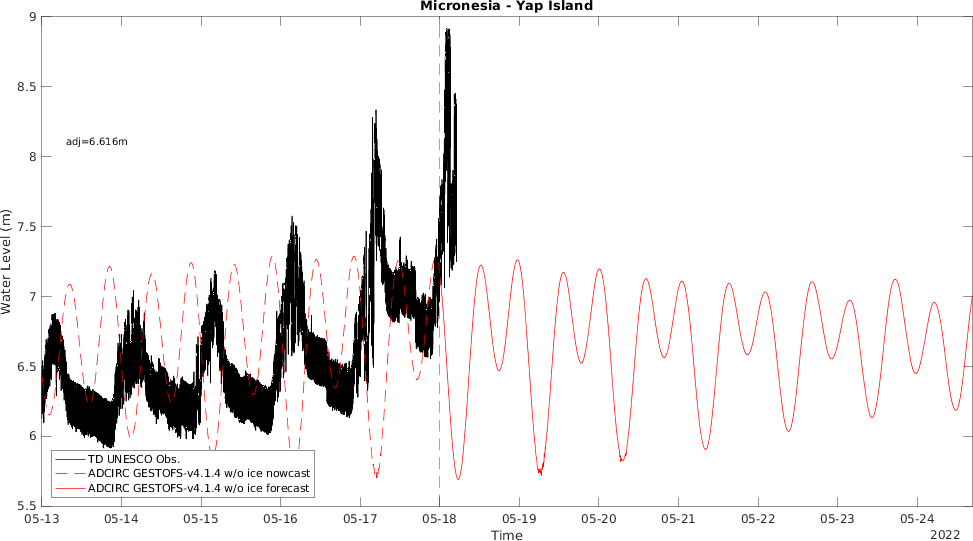 Micronesia - Yap Island
9
8.5
8
7.5
7
6.5
6
5.5
Water Level (m)
adj=6.616m
TD UNESCO Obs.
ADCIRC GESTOFS-v4.1.4 w/o ice nowcast
ADCIRC GESTOFS-v4.1.4 w/o ice forecast
05-13 05-14 05-15 05-16 05-17 05-18 05-19 05-20 05-21 05-22 05-23 05-24
Time
2022